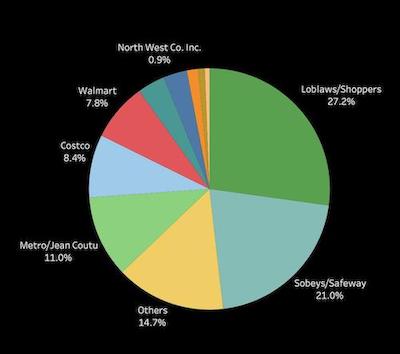 North West Co. Inc.
0.9%
Loblaws/Shoppers
27.2%
Walmart
7.8%
Costco
8.4%
Metro/Jean Coutu
11.0%
Sobeys/Safeway
21.0%
Others
14.7%